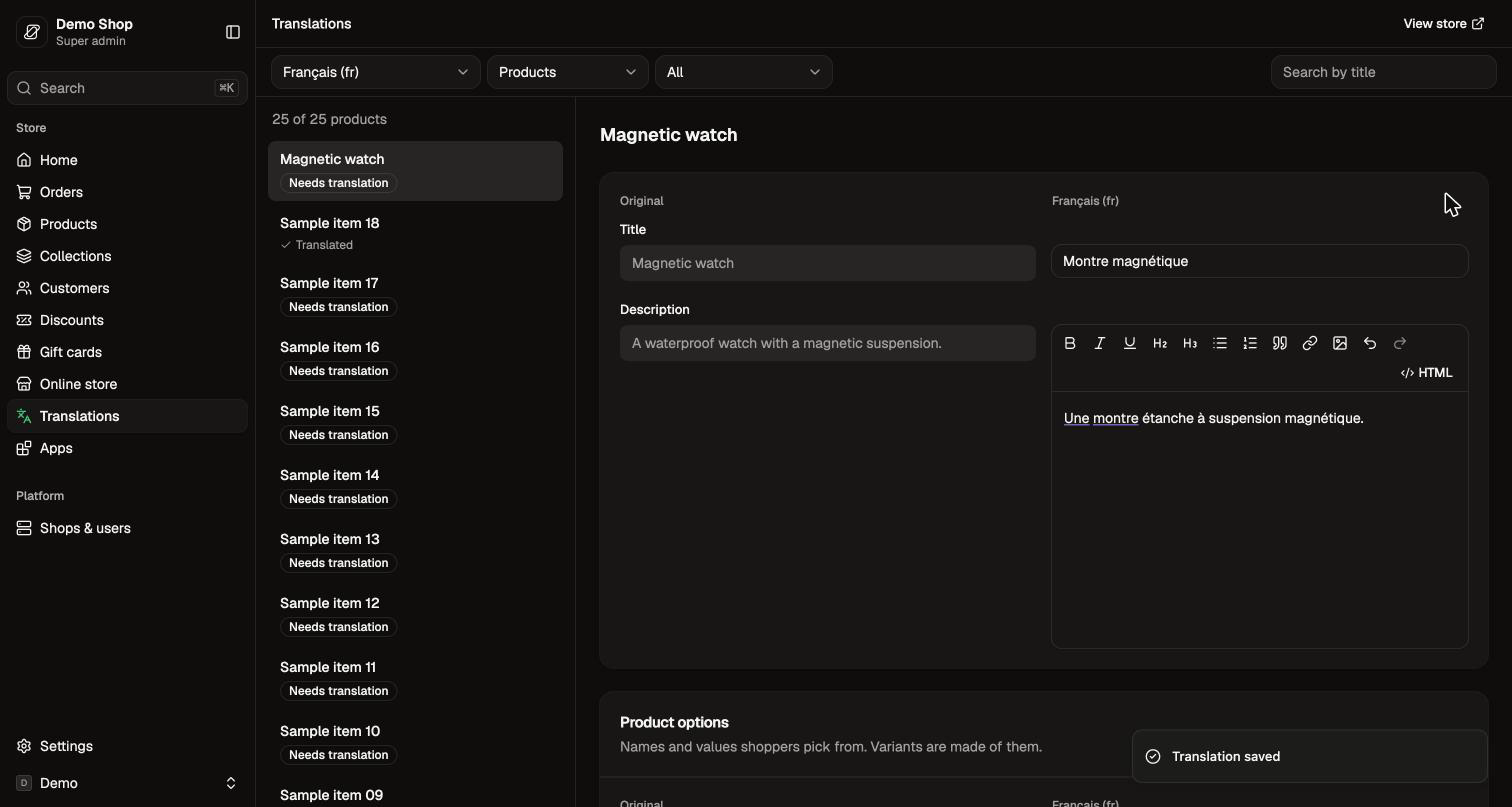 Demo Shop
Super admin
Search
⌘K
Store
Home
Orders
Products
Collections
Customers
Discounts
Gift cards
Online store
Translations
Apps
Platform
Shops & users
Settings
D
Demo
Translations
View store
Français (fr)
Products
All
Search by title
25 of 25 products
Magnetic watch
Needs translation
Sample item 18
Translated
Sample item 17
Needs translation
Sample item 16
Needs translation
Sample item 15
Needs translation
Sample item 14
Needs translation
Sample item 13
Needs translation
Sample item 12
Needs translation
Sample item 11
Needs translation
Sample item 10
Needs translation
Sample item 09
Magnetic watch
Original
Français (fr)
Title
Magnetic watch
Montre magnétique
Description
A waterproof watch with a magnetic suspension.
B I U H2 H3
</> HTML
Une montre étanche à suspension magnétique.
Product options
Names and values shoppers pick from. Variants are made of them.
Original
Français (fr)
Translation saved